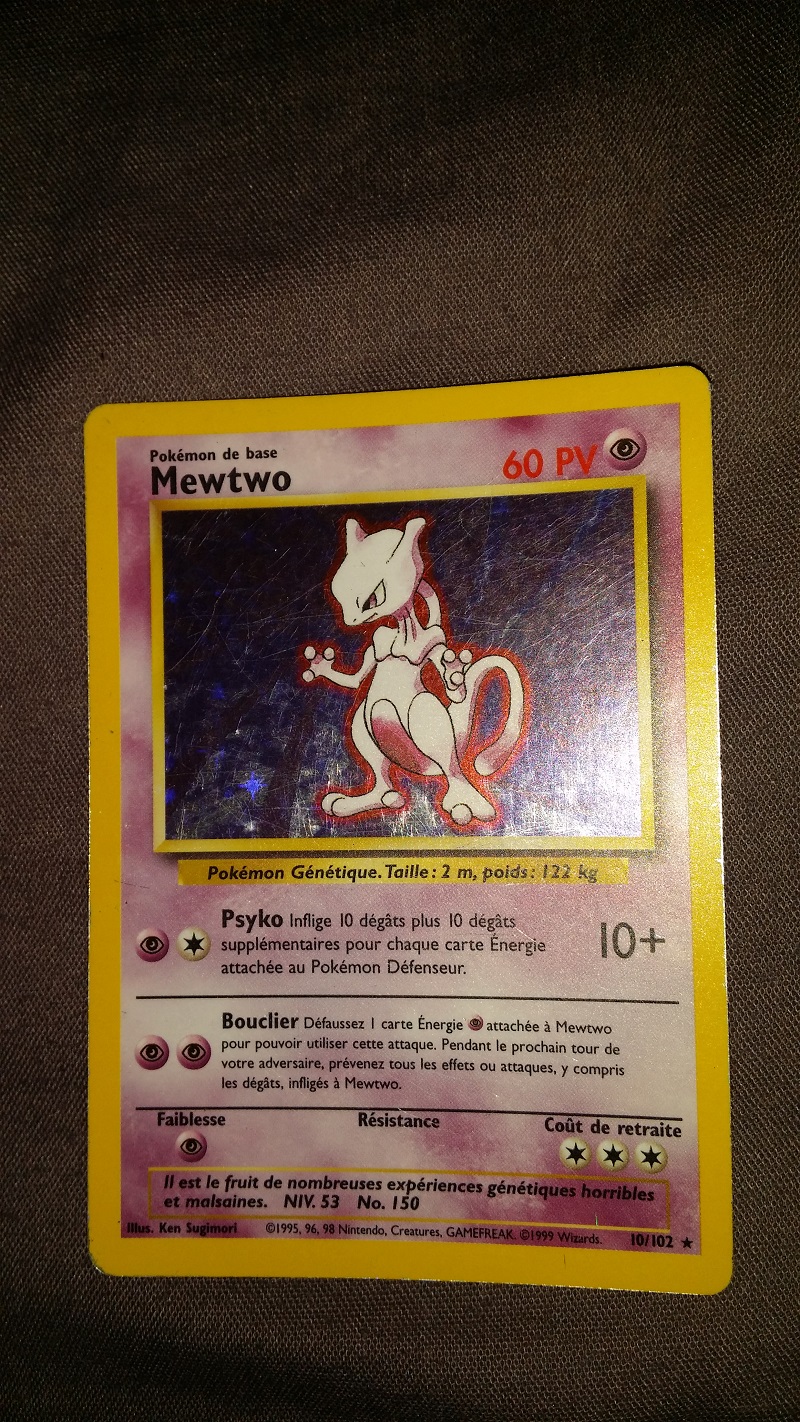 Pokémon de base
Mewtwo
60 PV
Pokémon Génétique. Taille: 2 m, poids: 122 kg
Psyko Inflige 10 dégâts plus 10 dégâts
supplémentaires pour chaque carte Énergie
attachée au Pokémon Défenseur.
10+
Bouclier Défaussez 1 carte Énergie attachée à Mewtwo
pour pouvoir utiliser cette attaque. Pendant le prochain tour de
votre adversaire, prévenez tous les effets ou attaques, y compris
les dégâts, infligés à Mewtwo.
Faiblesse
Résistance
Coût de retraite
Il est le fruit de nombreuses expériences génétiques horribles
et malsaines. NIV. 53 No. 150
Illus. Ken Sugimori ©1995, 96, 98 Nintendo, Creatures, GAMEFREAK. ©1999 Wizards. 10/102 ★